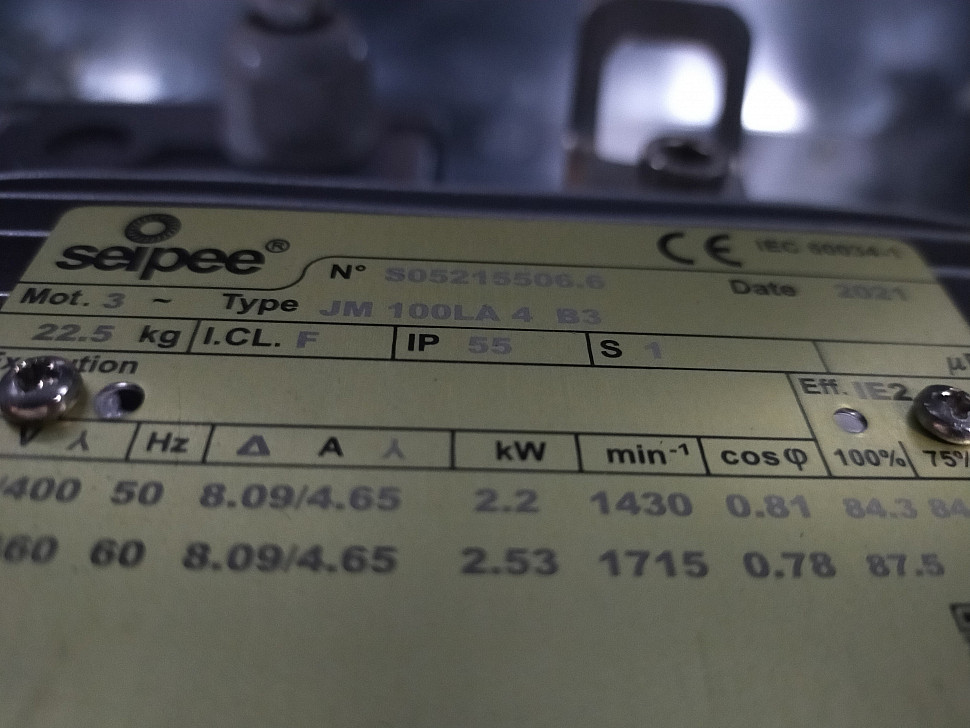 seipee® CE IEC 60034-1
N° S05215506.6 Date 2021
Mot. 3 ~ Type JM 100LA 4 B3
22.5 kg I.CL. F IP 55 S 1
Eff. IE2
V ⅄ Hz Δ A ⅄ kW min-1 cosφ 100% 75%
/400 50 8.09/4.65 2.2 1430 0.81 84.3 84
60 8.09/4.65 2.53 1715 0.78 87.5